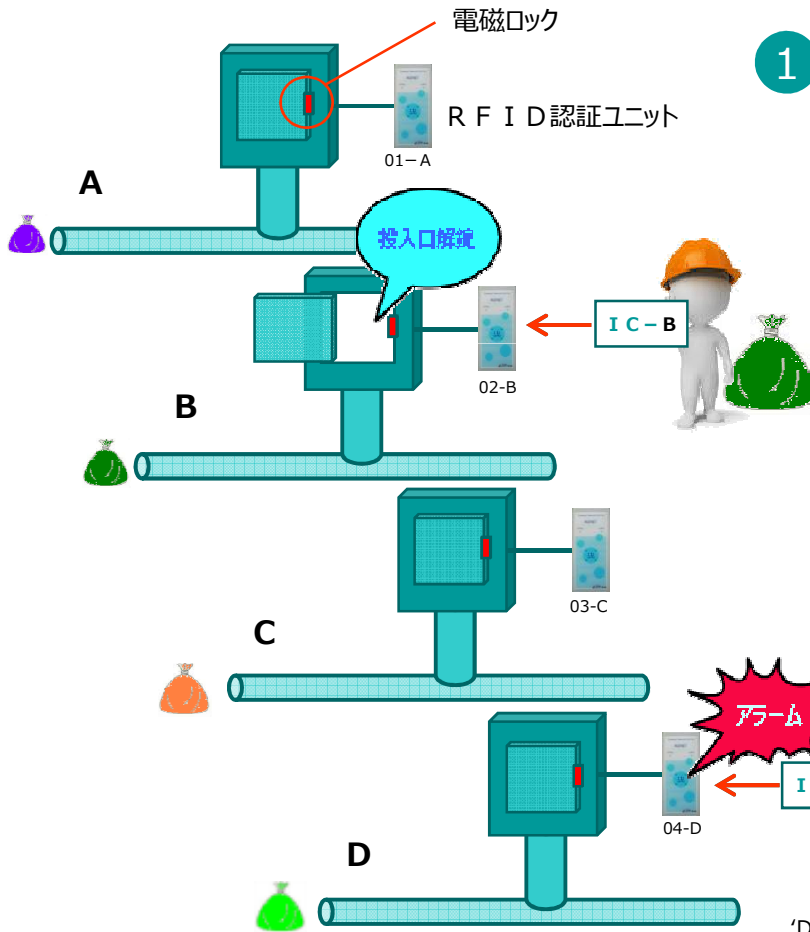 電磁ロック
1
ＲＦＩＤ認証ユニット
01－A
A
投入口解錠
ＩＣ－B
02-B
B
03-C
C
アラーム
Ｉ
04-D
D
‘D